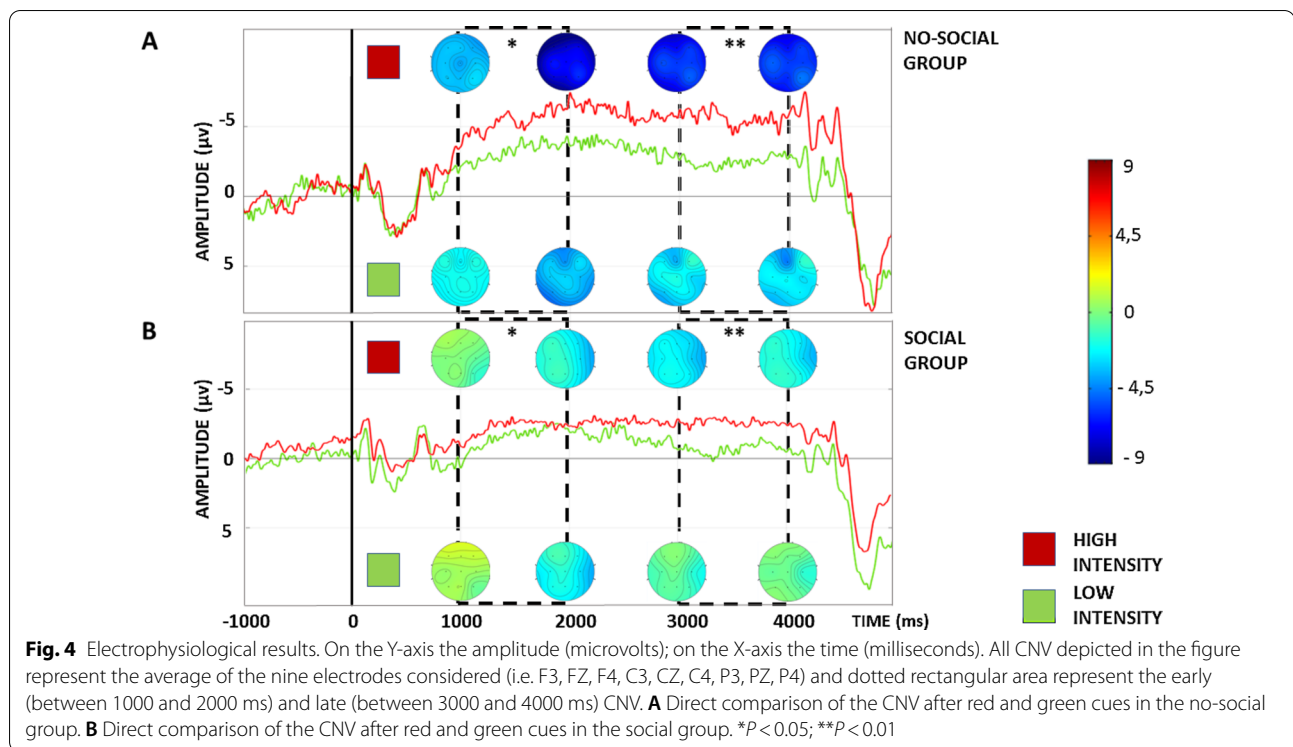 A
NO-SOCIAL
GROUP
*
**
AMPLITUDE (μv)
-5
0
5
9
4,5
0
- 4,5
- 9
B
SOCIAL
GROUP
*
**
AMPLITUDE (μv)
-5
0
5
HIGH
INTENSITY
LOW
INTENSITY
-1000 0 1000 2000 3000 4000 TIME (ms)
Fig. 4 Electrophysiological results. On the Y-axis the amplitude (microvolts); on the X-axis the time (milliseconds). All CNV depicted in the figure
represent the average of the nine electrodes considered (i.e. F3, FZ, F4, C3, CZ, C4, P3, PZ, P4) and dotted rectangular area represent the early
(between 1000 and 2000 ms) and late (between 3000 and 4000 ms) CNV. A Direct comparison of the CNV after red and green cues in the no-social
group. B Direct comparison of the CNV after red and green cues in the social group. *P < 0.05; **P < 0.01